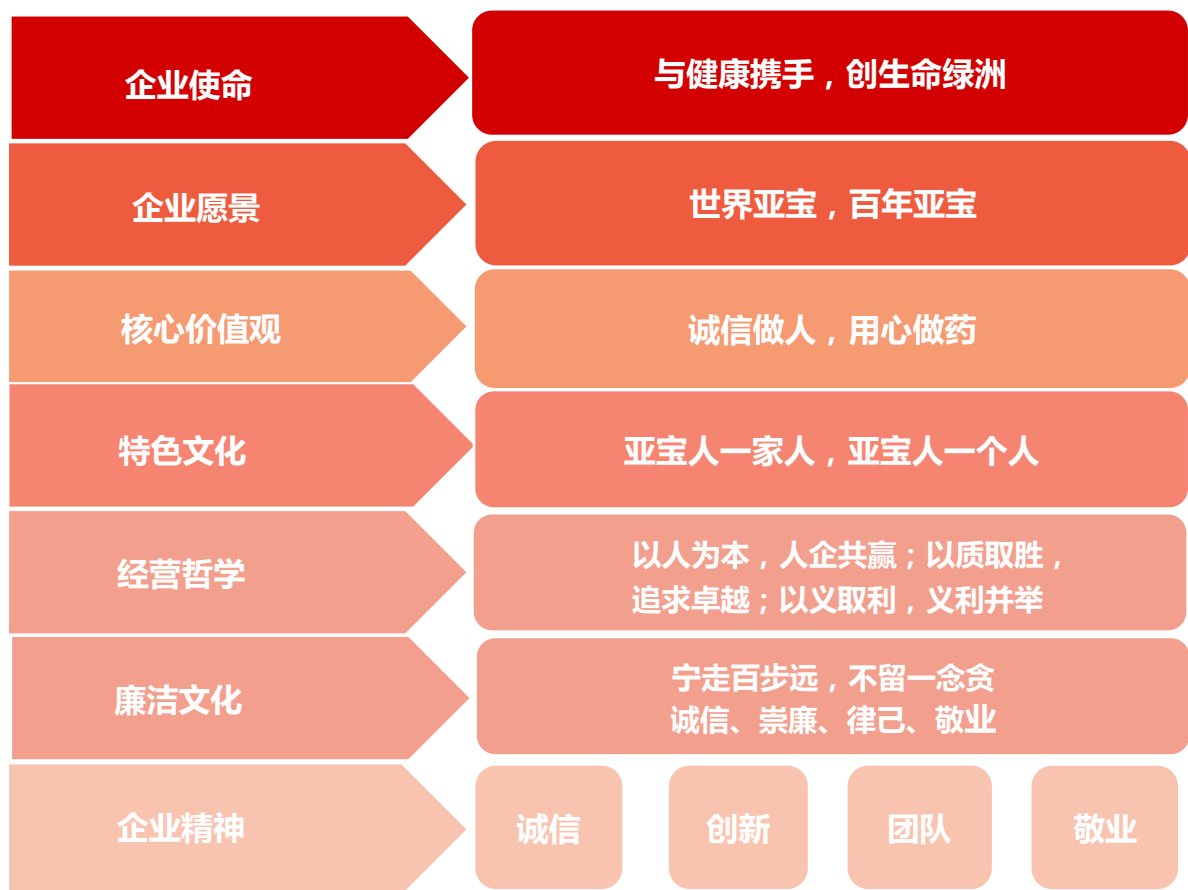 企业使命
与健康携手，创生命绿洲
企业愿景
世界亚宝，百年亚宝
核心价值观
诚信做人，用心做药
特色文化
亚宝人一家人，亚宝人一个人
经营哲学
以人为本，人企共赢；以质取胜，
追求卓越；以义取利，义利并举
廉洁文化
宁走百步远，不留一念贪
诚信、崇廉、律己、敬业
企业精神
诚信
创新
团队
敬业